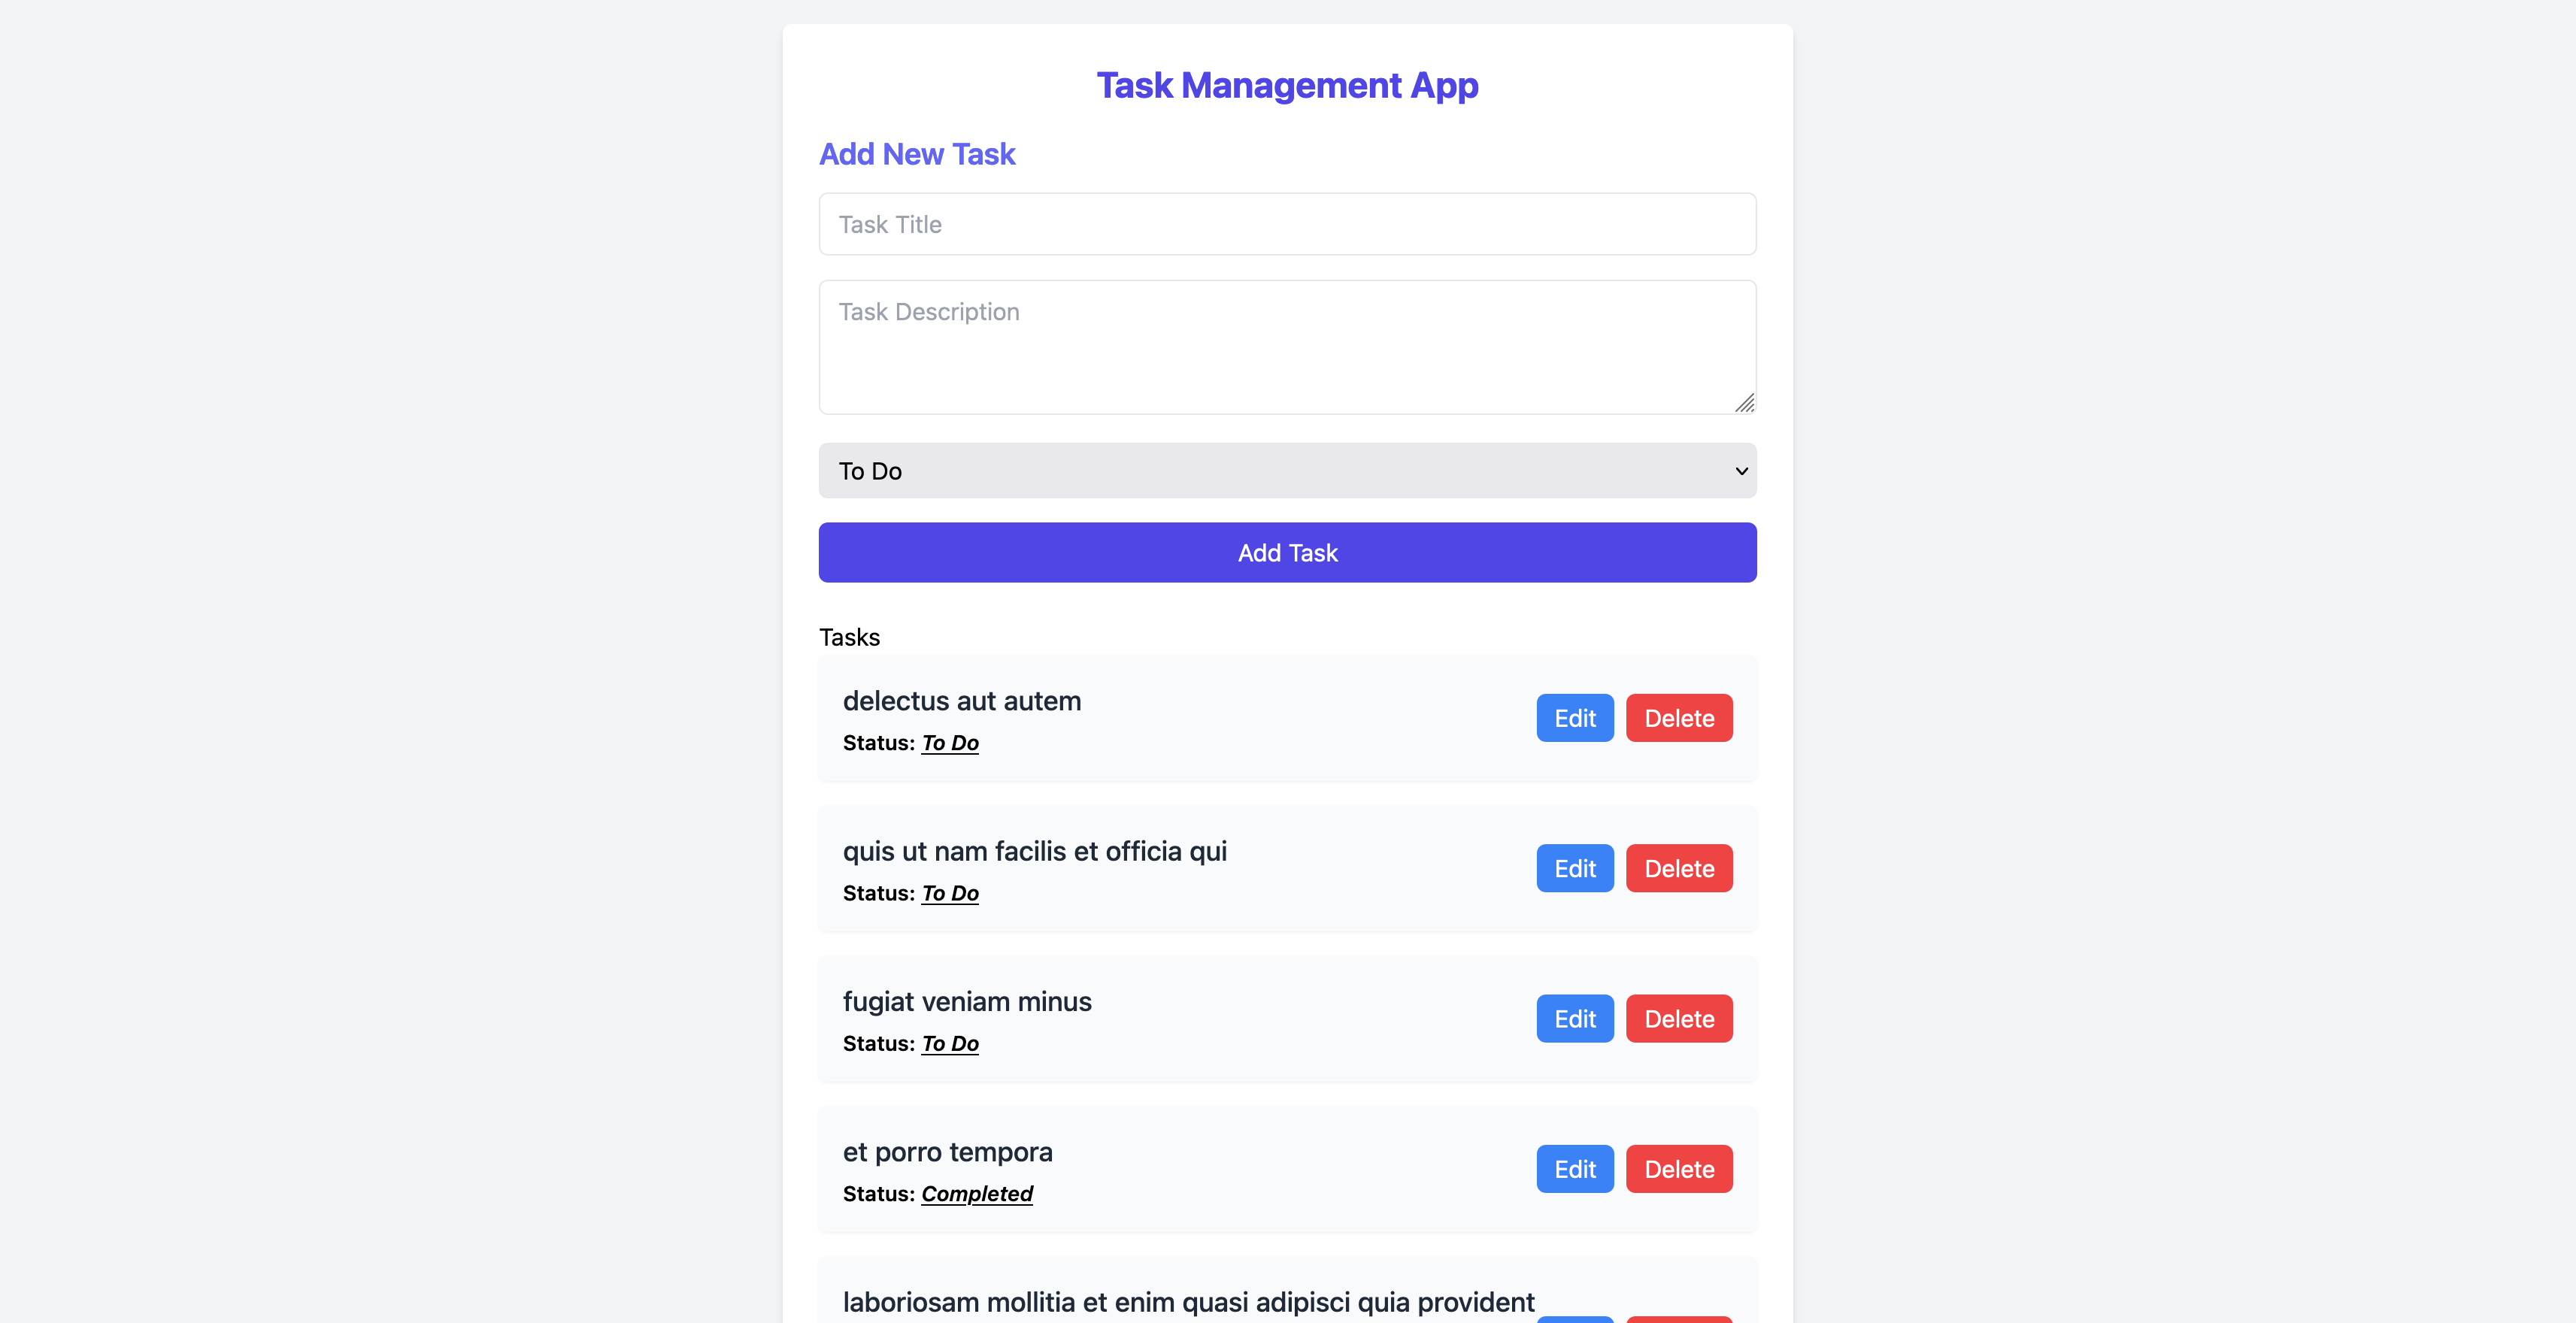 Task Management App
Add New Task
Task Title
Task Description
To Do
Add Task
Tasks
delectus aut autem
Edit
Delete
Status: To Do
quis ut nam facilis et officia qui
Edit
Delete
Status: To Do
fugiat veniam minus
Edit
Delete
Status: To Do
et porro tempora
Edit
Delete
Status: Completed
laboriosam mollitia et enim quasi adipisci quia provident